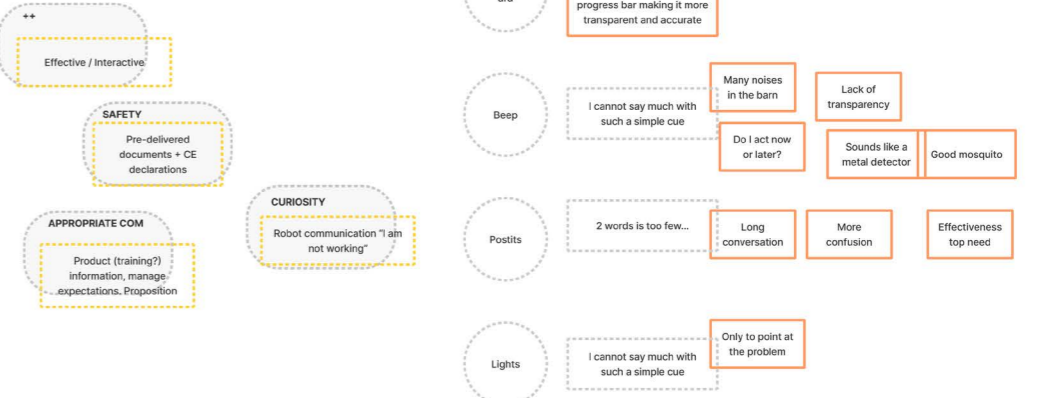 ++
Effective / Interactive
SAFETY
Pre-delivered
documents + CE
declarations
CURIOSITY
Robot communication "I am
not working"
APPROPRIATE COM
Product (training?)
information, manage
expectations. Proposition
progress bar making it more
transparent and accurate
Beep
I cannot say much with
such a simple cue
Many noises
in the barn
Lack of
transparency
Do I act now
or later?
Sounds like a
metal detector
Good mosquito
Postits
2 words is too few...
Long
conversation
More
confusion
Effectiveness
top need
Lights
I cannot say much with
such a simple cue
Only to point at
the problem